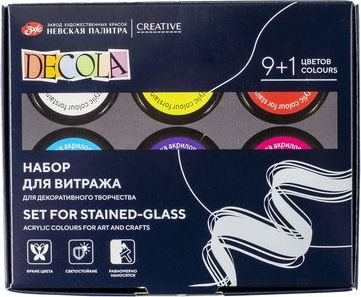 ЗАВОД ХУДОЖЕСТВЕННЫХ КРАСОК
НЕВСКАЯ ПАЛИТРА
CREATIVE
DECOLA
9+1 ЦВЕТОВ
COLOURS
НАБОР
ДЛЯ ВИТРАЖА
ДЛЯ ДЕКОРАТИВНОГО ТВОРЧЕСТВА
SET FOR STAINED-GLASS
ACRYLIC COLOURS FOR ART AND CRAFTS
ЯРКИЕ ЦВЕТА
СВЕТОСТОЙКИЕ
РАВНОМЕРНО
НАНОСЯТСЯ